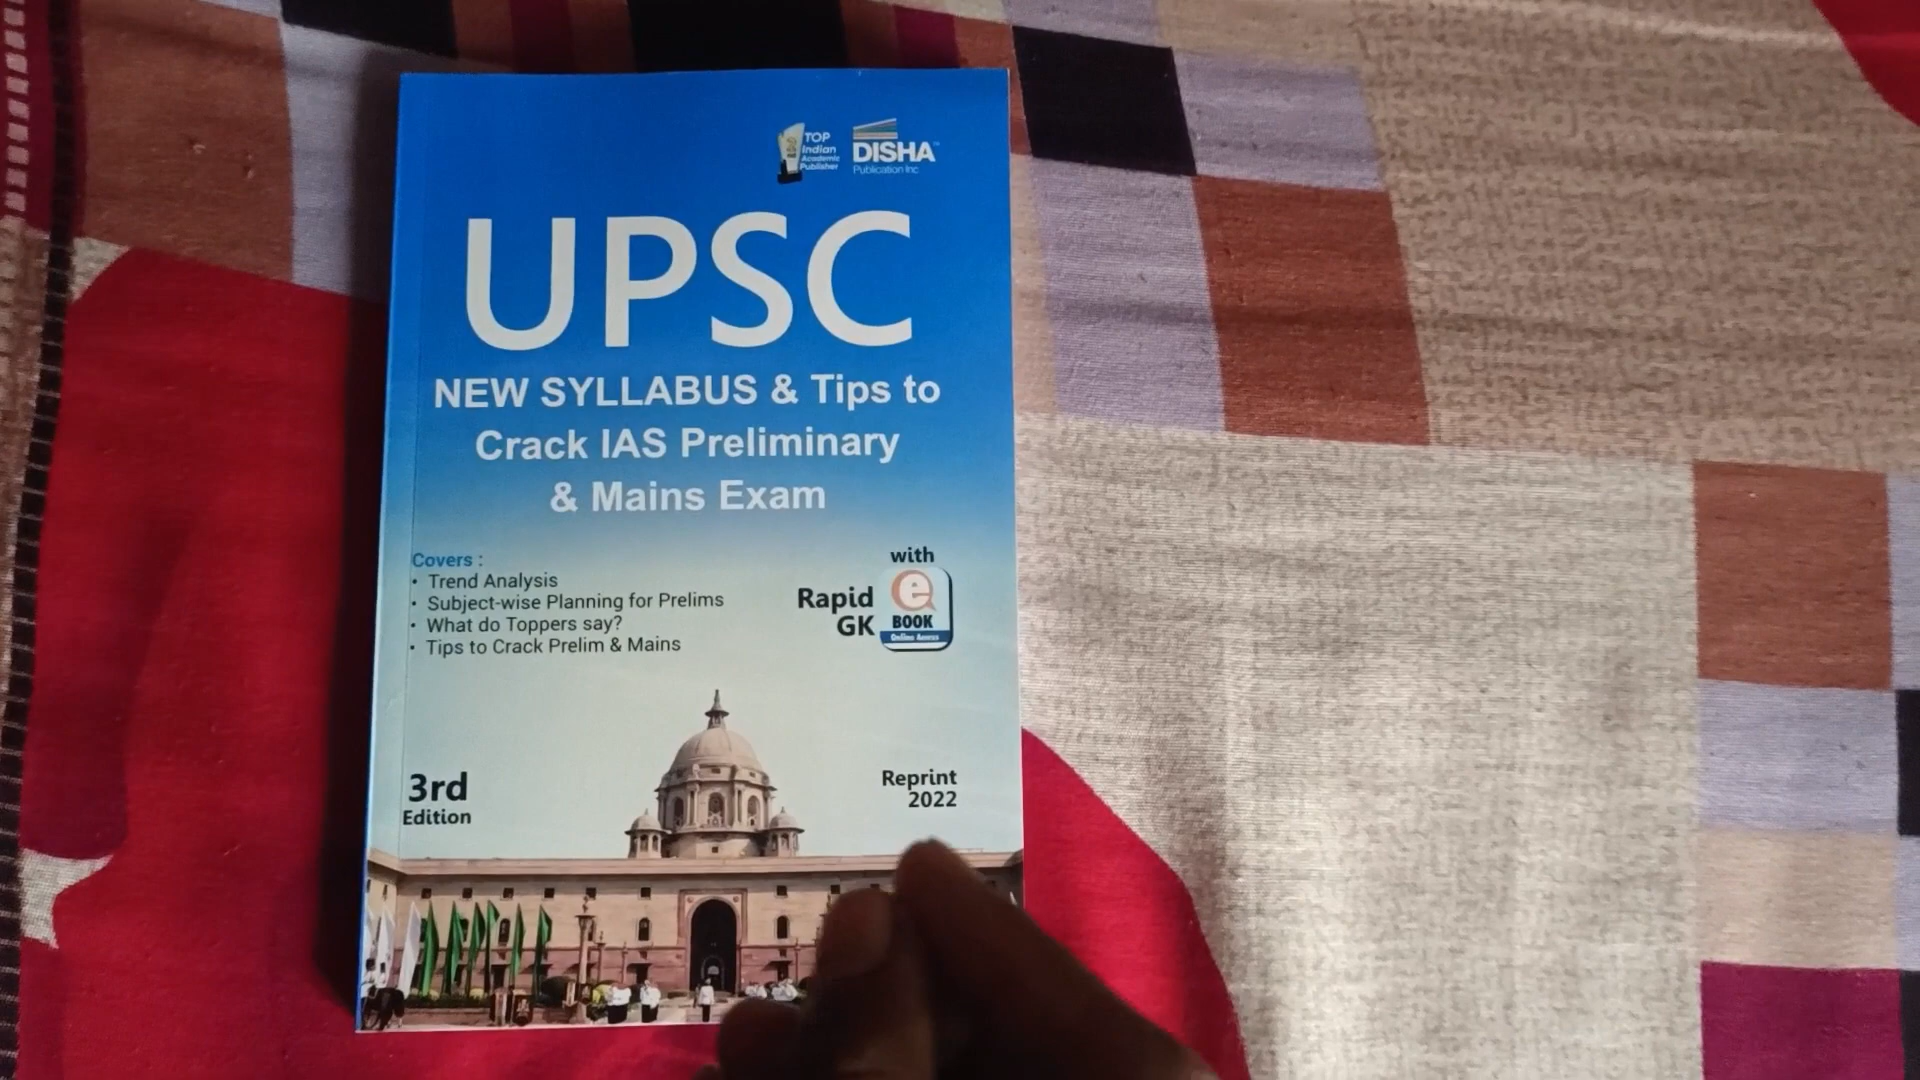 TOP
Indian
Academic
Publisher
DISHA
Publication Inc
UPSC
NEW SYLLABUS & Tips to
Crack IAS Preliminary
& Mains Exam
Covers :
• Trend Analysis
• Subject-wise Planning for Prelims
• What do Toppers say?
• Tips to Crack Prelim & Mains
with
Rapid
GK
e
BOOK
Online Access
3rd
Edition
Reprint
2022